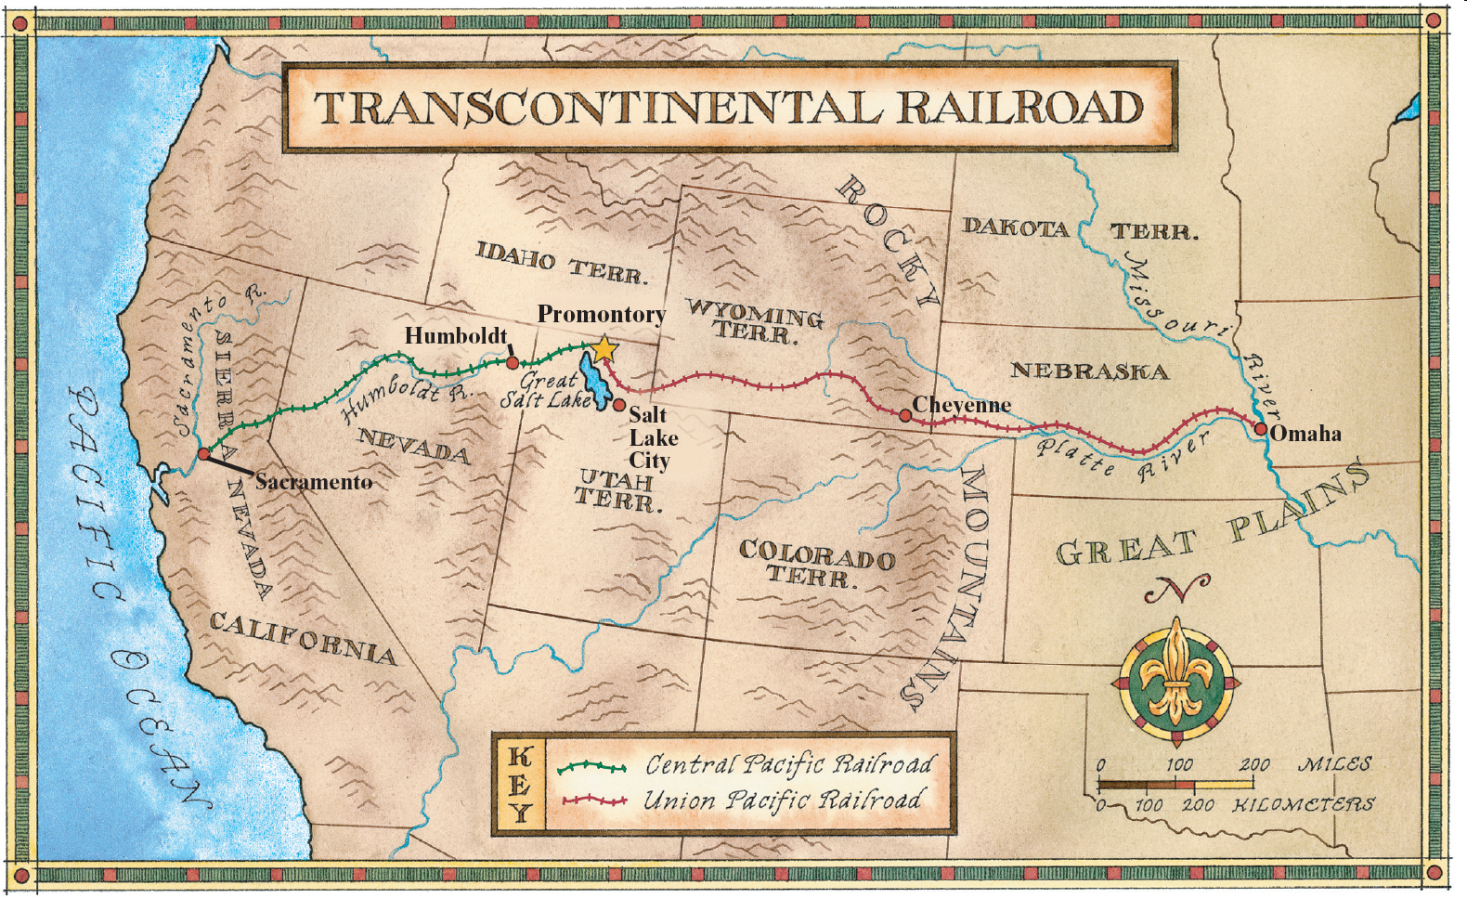 TRANSCONTINENTAL RAILROAD
ROCKY
DAKOTA TERR.
IDAHO TERR.
Missouri
River
Sacramento R.
SIERRA
NEVADA
Promontory
WYOMING
TERR.
Humboldt
Great
Salt Lake
NEBRASKA
Humboldt R.
Cheyenne
Salt
Lake
City
Omaha
NEVADA
Platte River
PACIFIC OCEAN
Sacramento
UTAH
TERR.
MOUNTAINS
GREAT PLAINS
COLORADO
TERR.
N
CALIFORNIA
KEY
Central Pacific Railroad
Union Pacific Railroad
0 100 200 MILES
0 100 200 KILOMETERS